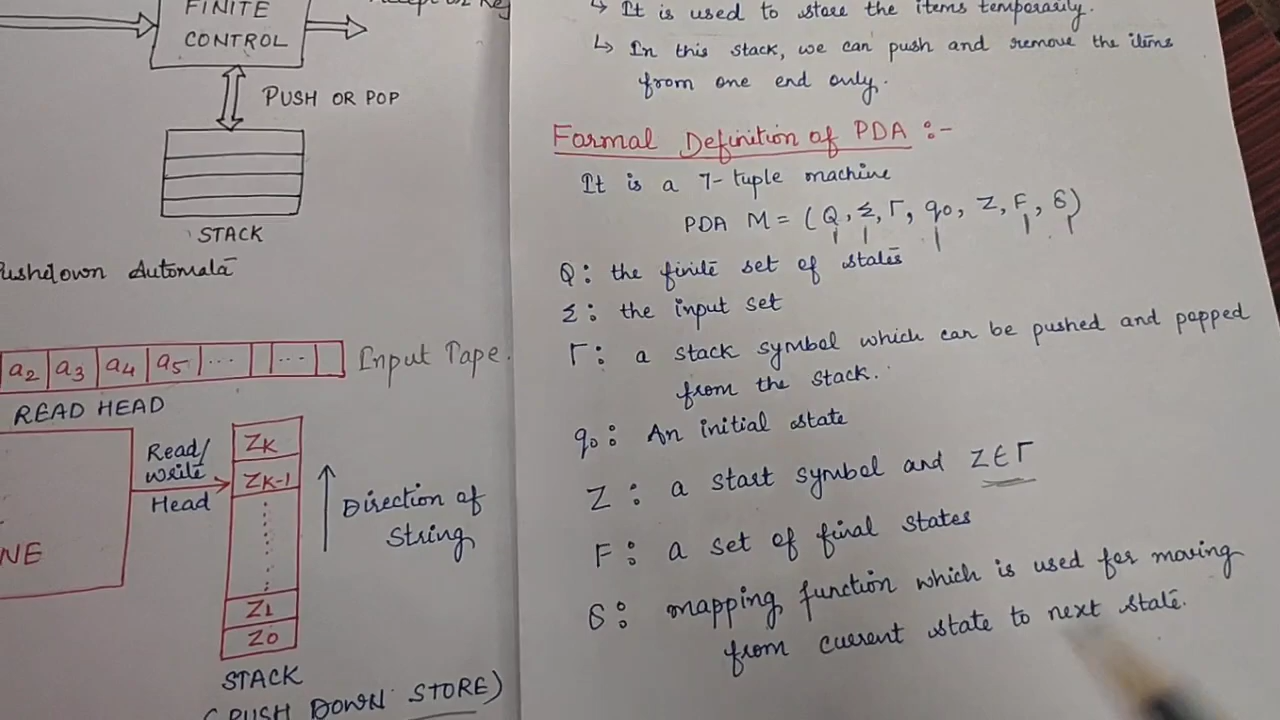 FINITE
CONTROL
PUSH OR POP
STACK
Pushdown Automata
a2 a3 a4 a5 ... ... Input Tape.
READ HEAD
Read/
Write
Head
NE
ZK
ZK-1
Z1
Z0
Direction of
String
STACK
(PUSH DOWN STORE)
↳ It is used to store the items temporarily.
↳ In this stack, we can push and remove the items
from one end only.
Formal Definition of PDA :-
It is a 7-tuple machine
PDA M = (Q, Σ, Γ, q0, Z, F, δ)
Q: the finite set of states
Σ: the input set
Γ: a stack symbol which can be pushed and popped
from the stack.
q0: An initial state
Z: a start symbol and Z∈Γ
F: a set of final states
δ: mapping function which is used for moving
from current state to next state.